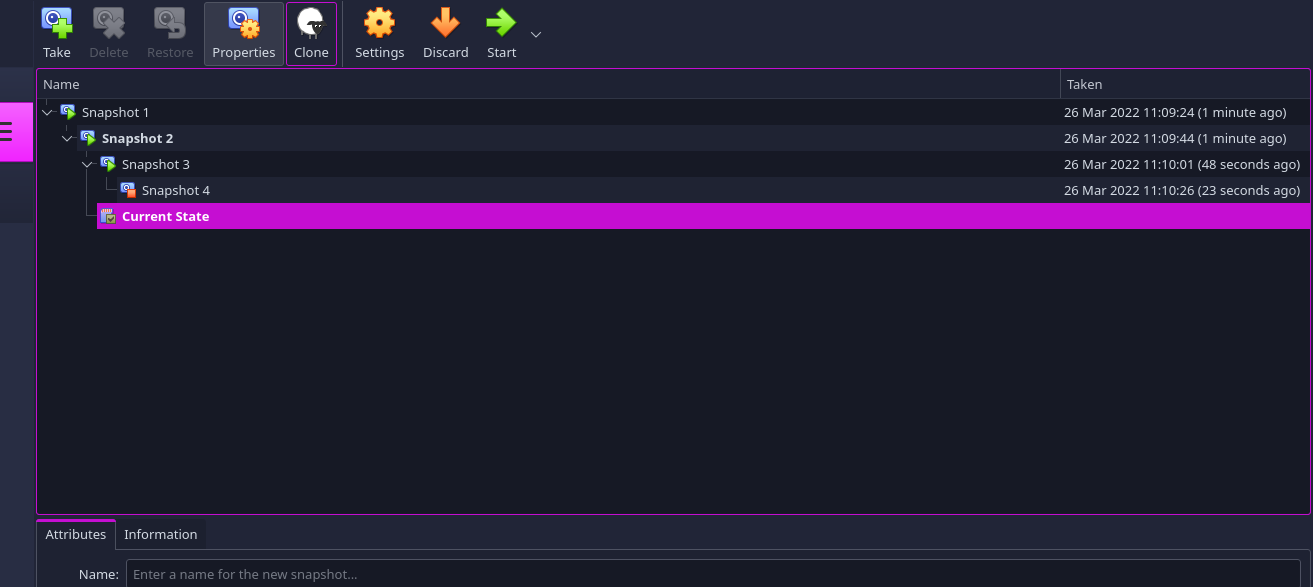 Take Delete Restore Properties Clone Settings Discard Start
Name Taken
Snapshot 1 26 Mar 2022 11:09:24 (1 minute ago)
Snapshot 2 26 Mar 2022 11:09:44 (1 minute ago)
Snapshot 3 26 Mar 2022 11:10:01 (48 seconds ago)
Snapshot 4 26 Mar 2022 11:10:26 (23 seconds ago)
Current State
Attributes Information
Name: Enter a name for the new snapshot...